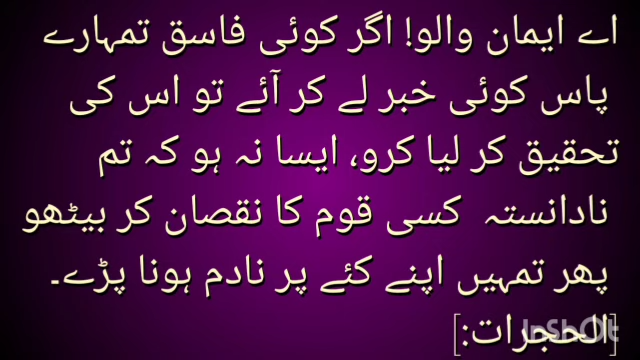 اے ایمان والو! اگر کوئی فاسق تمہارے
پاس کوئی خبر لے کر آئے تو اس کی
تحقیق کر لیا کرو، ایسا نہ ہو کہ تم
نادانستہ کسی قوم کا نقصان کر بیٹھو
پھر تمہیں اپنے کئے پر نادم ہونا پڑے۔
[الحجرات:]
InShOt